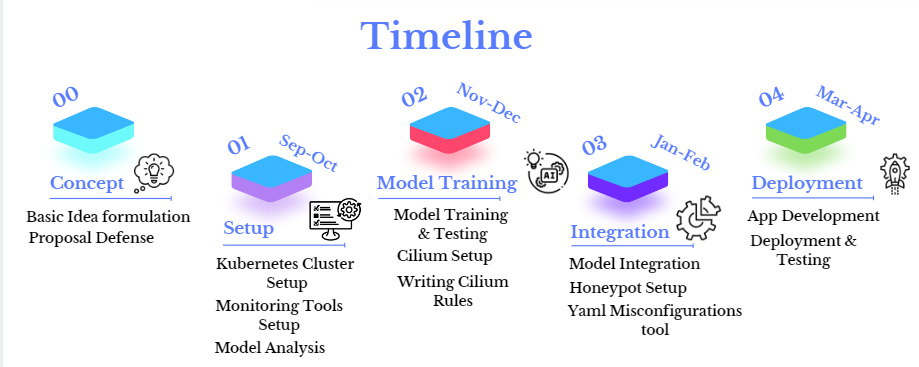 Timeline
00
Concept
Basic Idea formulation
Proposal Defense
01
Sep-Oct
Setup
Kubernetes Cluster
Setup
Monitoring Tools
Setup
Model Analysis
02
Nov-Dec
Model Training
AI
Model Training
& Testing
Cilium Setup
Writing Cilium
Rules
03
Jan-Feb
Integration
Model Integration
Honeypot Setup
Yaml Misconfigurations
tool
04
Mar-Apr
Deployment
App Development
Deployment &
Testing